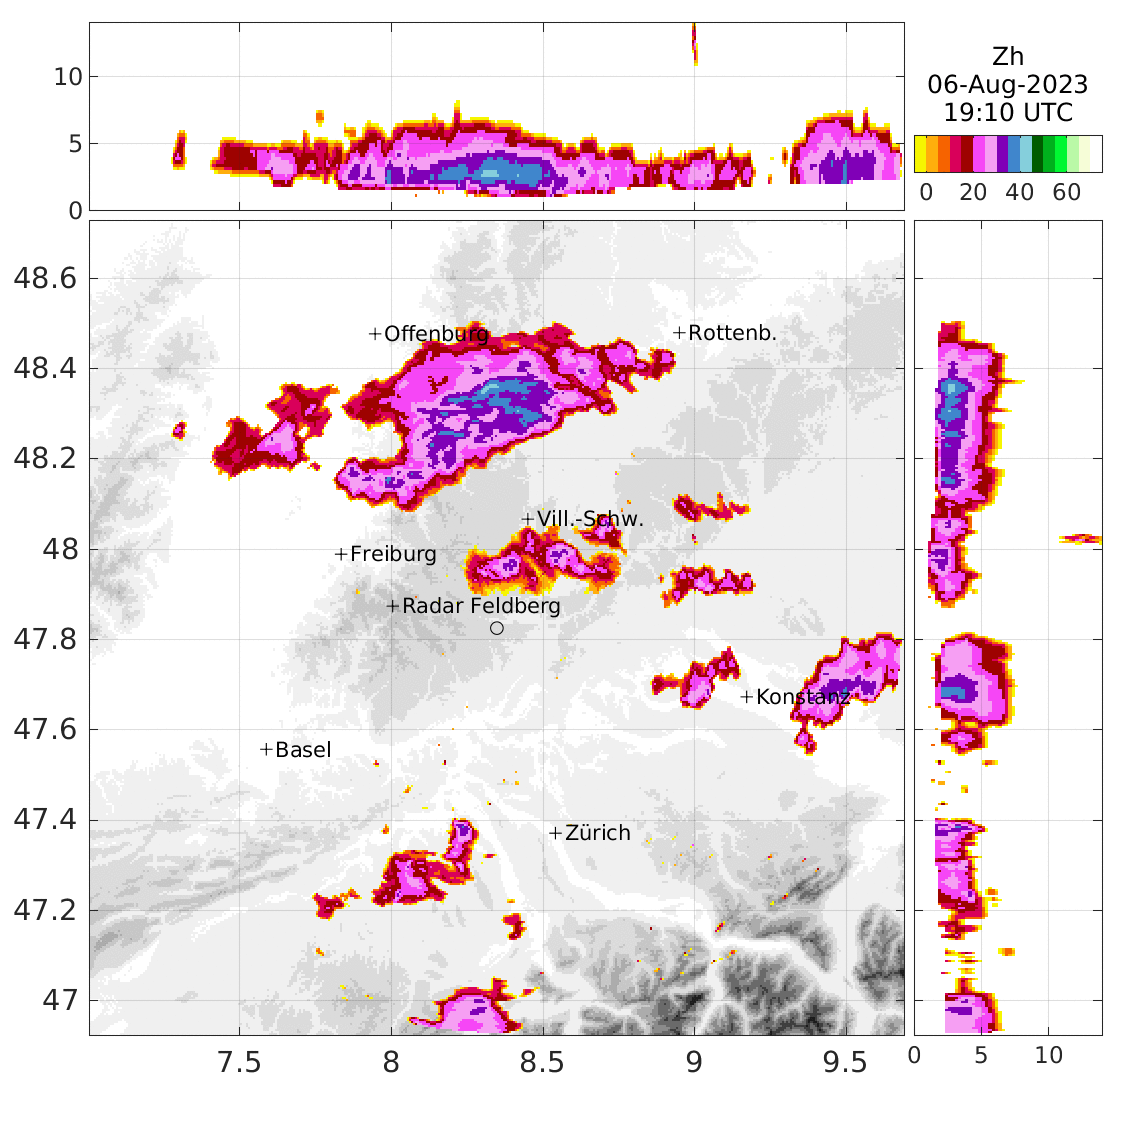 10
5
0
Zh
06-Aug-2023
19:10 UTC
0 20 40 60
48.6
48.4
48.2
48
47.8
47.6
47.4
47.2
47
+Offenburg
+Rottenb.
+Vill.-Schw.
+Freiburg
+Radar Feldberg
+Konstanz
+Basel
+Zürich
7.5 8 8.5 9 9.5
0 5 10